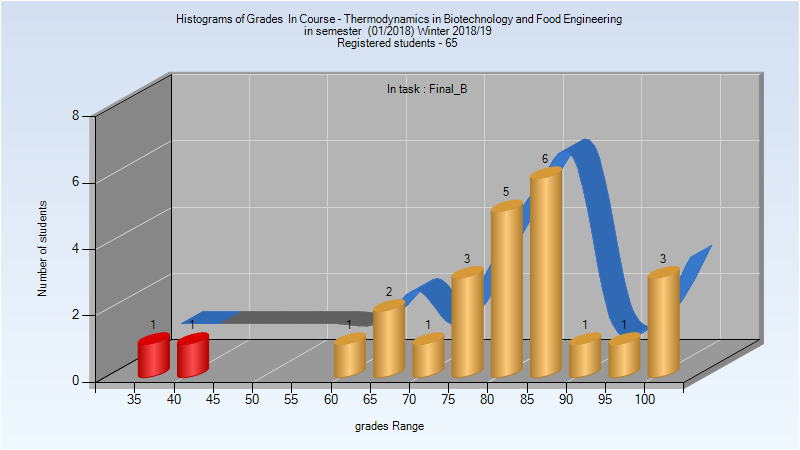 Histograms of Grades In Course - Thermodynamics in Biotechnology and Food Engineering
in semester (01/2018) Winter 2018/19
Registered students - 65
In task : Final_B
Number of students
8
6
4
2
0
1 1 1 2 1 3 5 6 1 1 3
35 40 45 50 55 60 65 70 75 80 85 90 95 100
grades Range